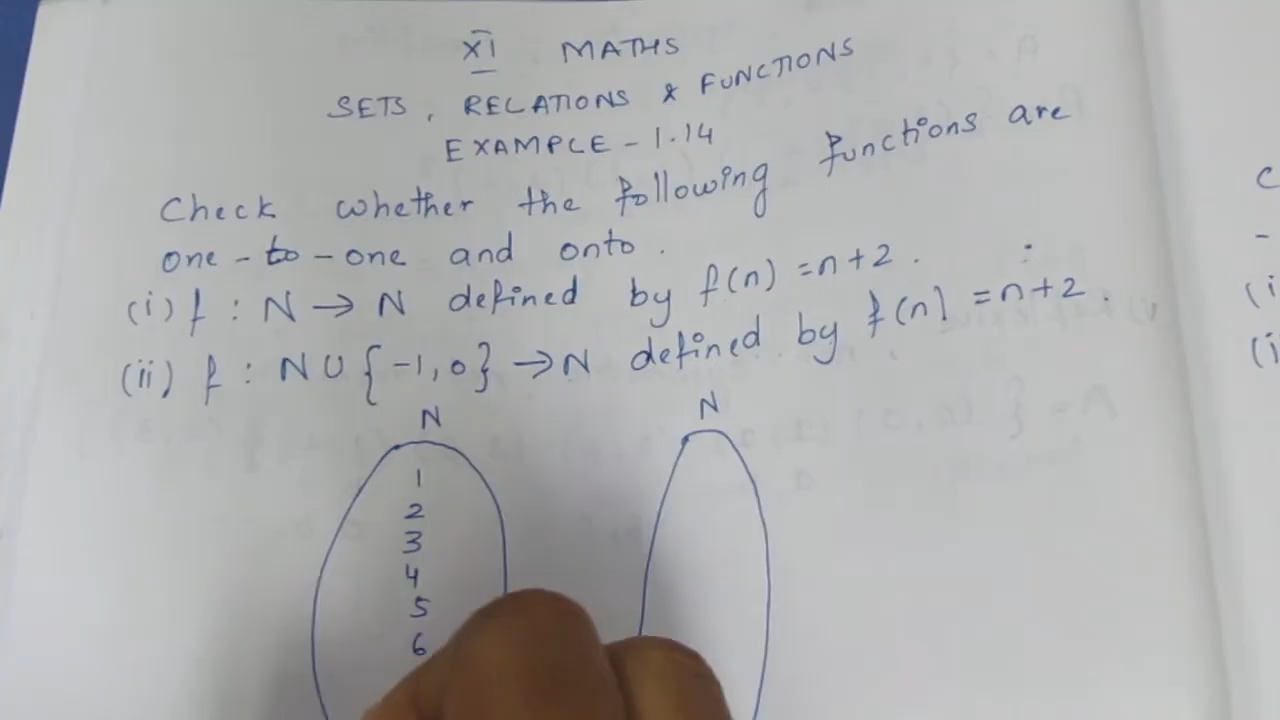 XI MATHS
SETS, RELATIONS & FUNCTIONS
EXAMPLE - 1.14
Check whether the following functions are
one-to-one and onto.
(i) f : N → N defined by f(n) = n+2.
(ii) f : N ∪ {-1, 0} → N defined by f(n) = n+2.
N N
1
2
3
4
5
6
C
-
(i
(i